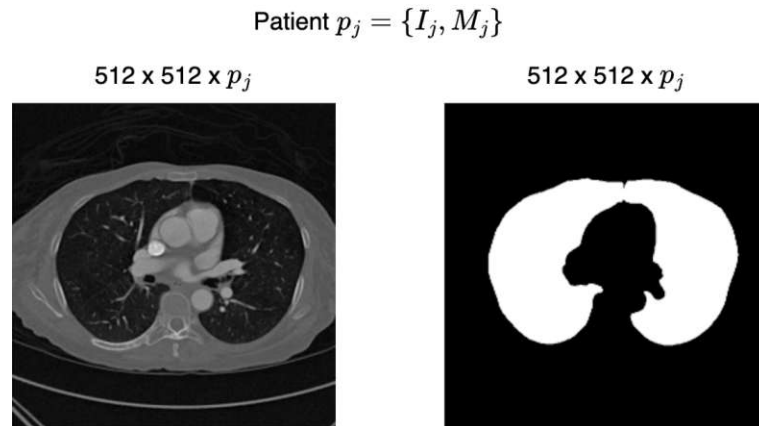 Patient $p_j = \{I_j, M_j\}$
512 x 512 x $p_j$
512 x 512 x $p_j$